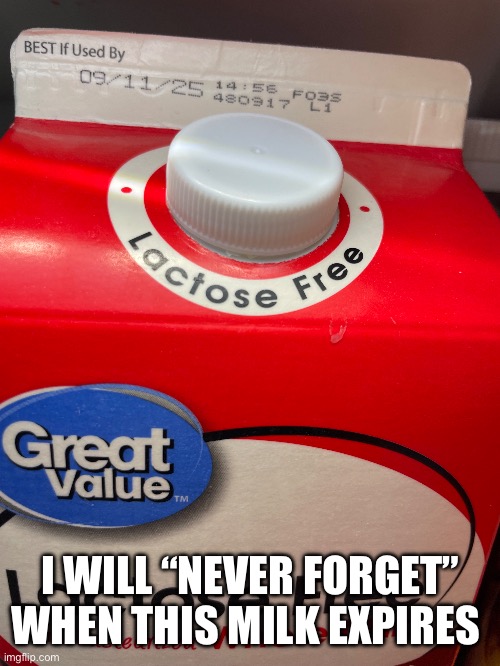 BEST If Used By
09/11/25 14:56 F03S
480917 L1
Lactose Free
Great
Value
TM
I WILL “NEVER FORGET”
WHEN THIS MILK EXPIRES
imgflip.com